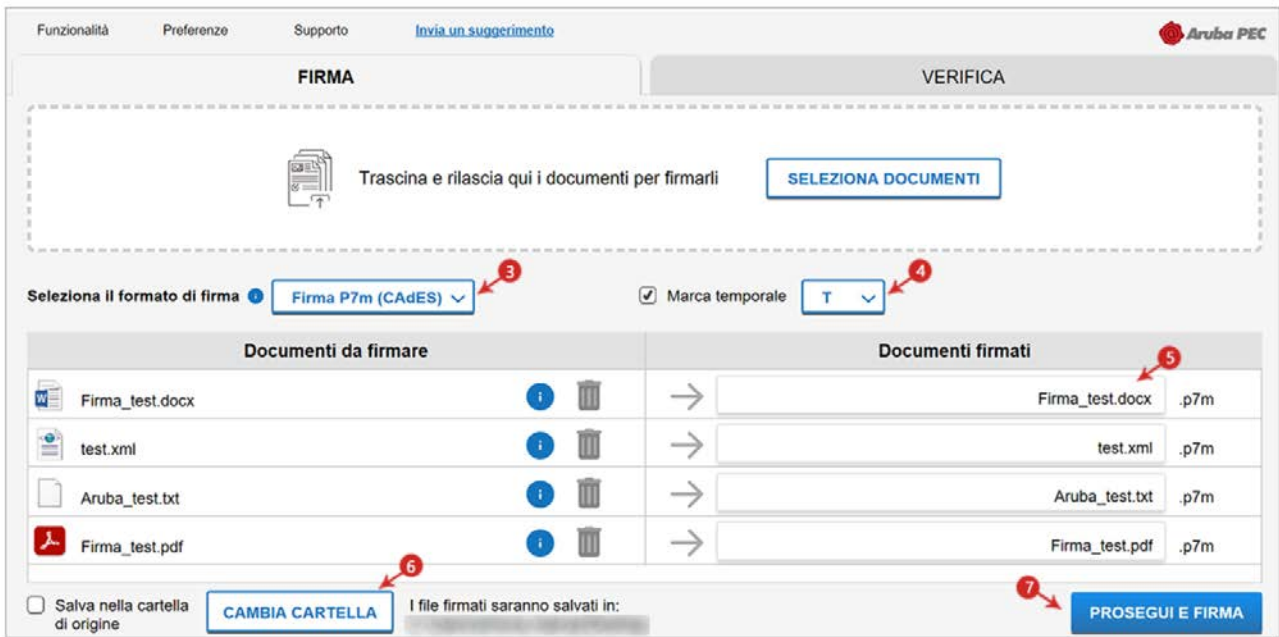 Funzionalità Preferenze Supporto Invia un suggerimento Aruba PEC
FIRMA VERIFICA
Trascina e rilascia qui i documenti per firmarli SELEZIONA DOCUMENTI
3 4
Seleziona il formato di firma i Firma P7m (CAdES) Marca temporale T
Documenti da firmare Documenti firmati
5
W Firma_test.docx i Firma_test.docx .p7m
test.xml i test.xml .p7m
Aruba_test.txt i Aruba_test.txt .p7m
Firma_test.pdf i Firma_test.pdf .p7m
6 7
Salva nella cartella
di origine
CAMBIA CARTELLA I file firmati saranno salvati in: PROSEGUI E FIRMA